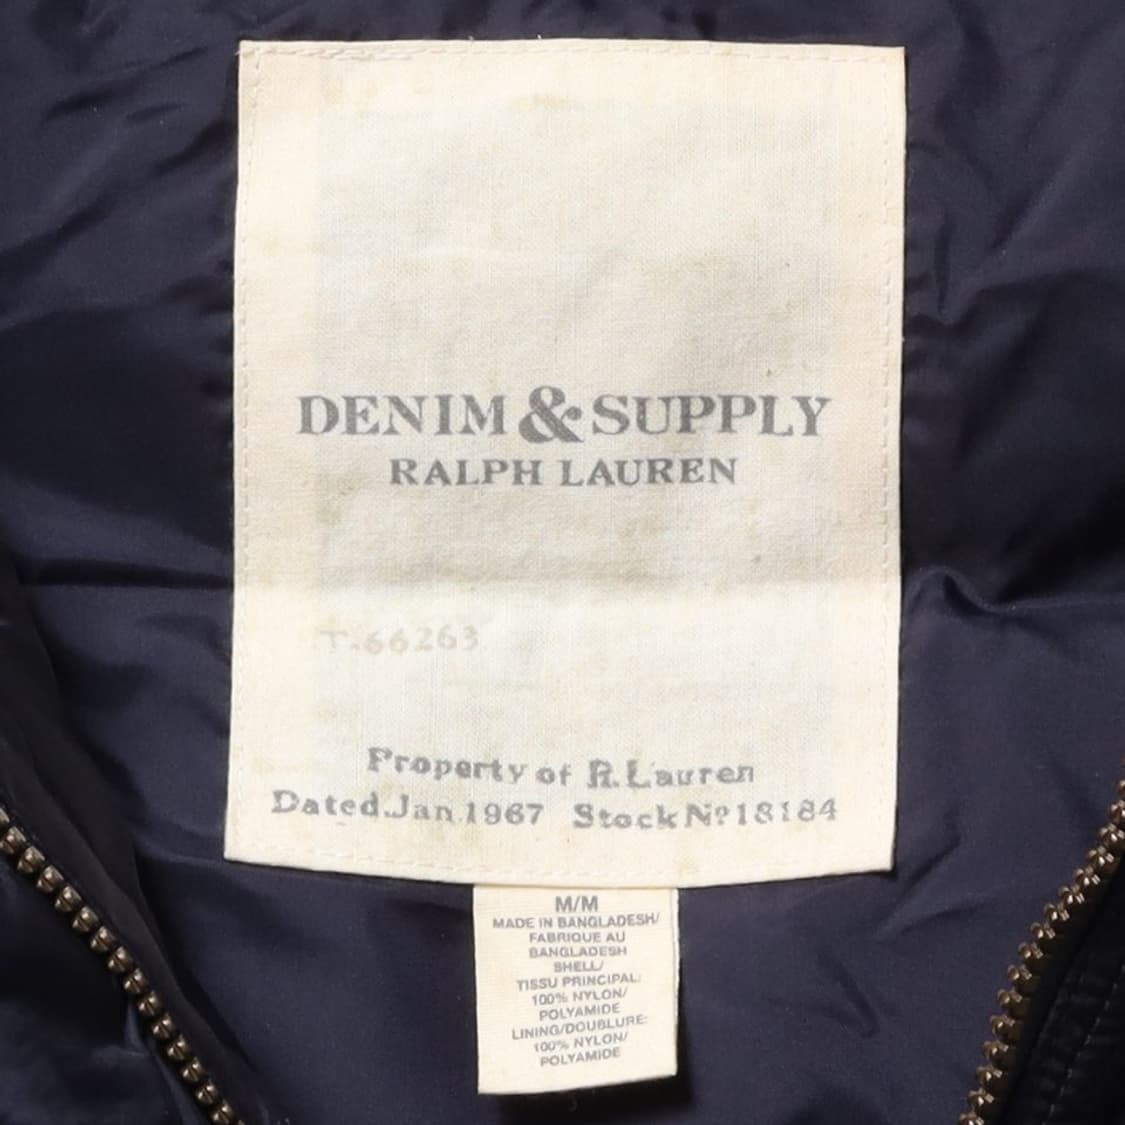 DENIM & SUPPLY
RALPH LAUREN
T-66263
Property of R.Lauren
Dated.Jan.1967 Stock Nº18184
M/M
MADE IN BANGLADESH/
FABRIQUE AU
BANGLADESH
SHELL/
TISSU PRINCIPAL:
100% NYLON/
POLYAMIDE
LINING/DOUBLURE:
100% NYLON/
POLYAMIDE